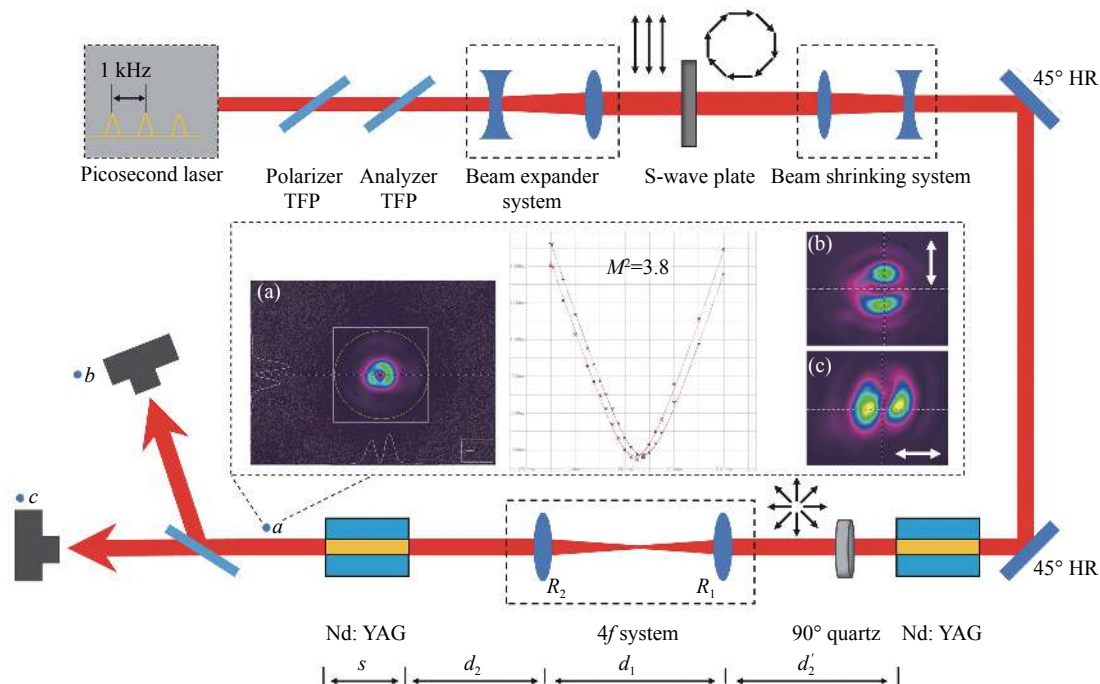 1 kHz
45° HR
Picosecond laser
Polarizer
TFP
Analyzer
TFP
Beam expander
system
S-wave plate
Beam shrinking system
(a)
M²=3.8
(b)
(c)
b
c
a
R₂
R₁
45° HR
Nd: YAG
4f system
90° quartz
Nd: YAG
s
d₂
d₁
d₂′